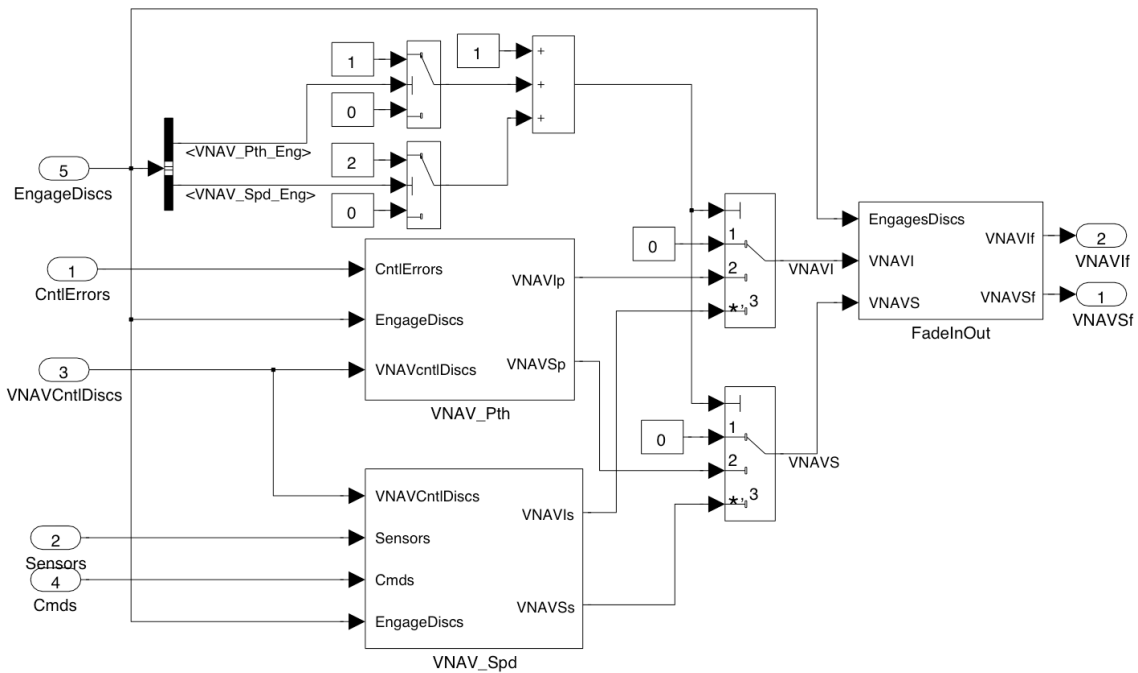 1
0
1
+
+
+
<VNAV_Pth_Eng>
2
0
5
EngageDiscs
<VNAV_Spd_Eng>
0
1
2
*, 3
VNAVI
EngagesDiscs
VNAVI
VNAVS
VNAVIf
VNAVSf
FadeInOut
2
VNAVIf
1
VNAVSf
1
CntlErrors
CntlErrors
EngageDiscs
VNAVcntlDiscs
VNAVIp
VNAVSp
VNAV_Pth
3
VNAVCntlDiscs
0
1
2
*, 3
VNAVS
VNAVCntlDiscs
Sensors
Cmds
EngageDiscs
VNAVIs
VNAVSs
VNAV_Spd
2
Sensors
4
Cmds